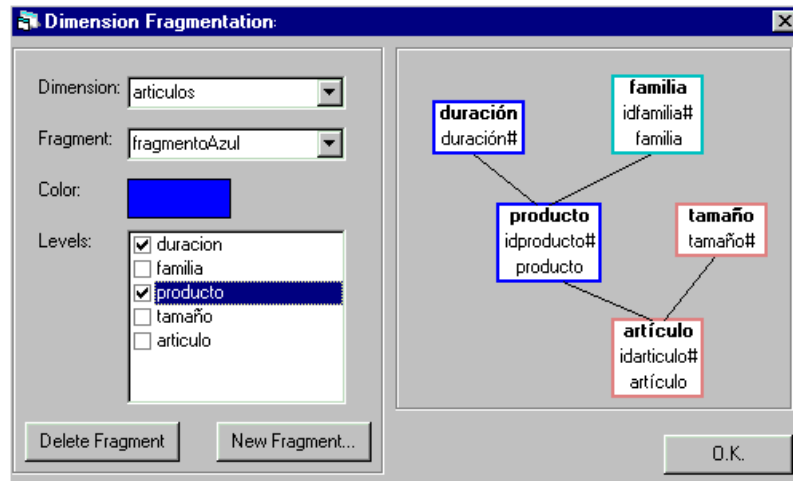 Dimension Fragmentation:
Dimension: articulos
Fragment: fragmentoAzul
Color:
Levels:
duracion
familia
producto
tamaño
articulo
Delete Fragment
New Fragment...
duración
duración#
familia
idfamilia#
familia
producto
idproducto#
producto
tamaño
tamaño#
artículo
idarticulo#
artículo
O.K.